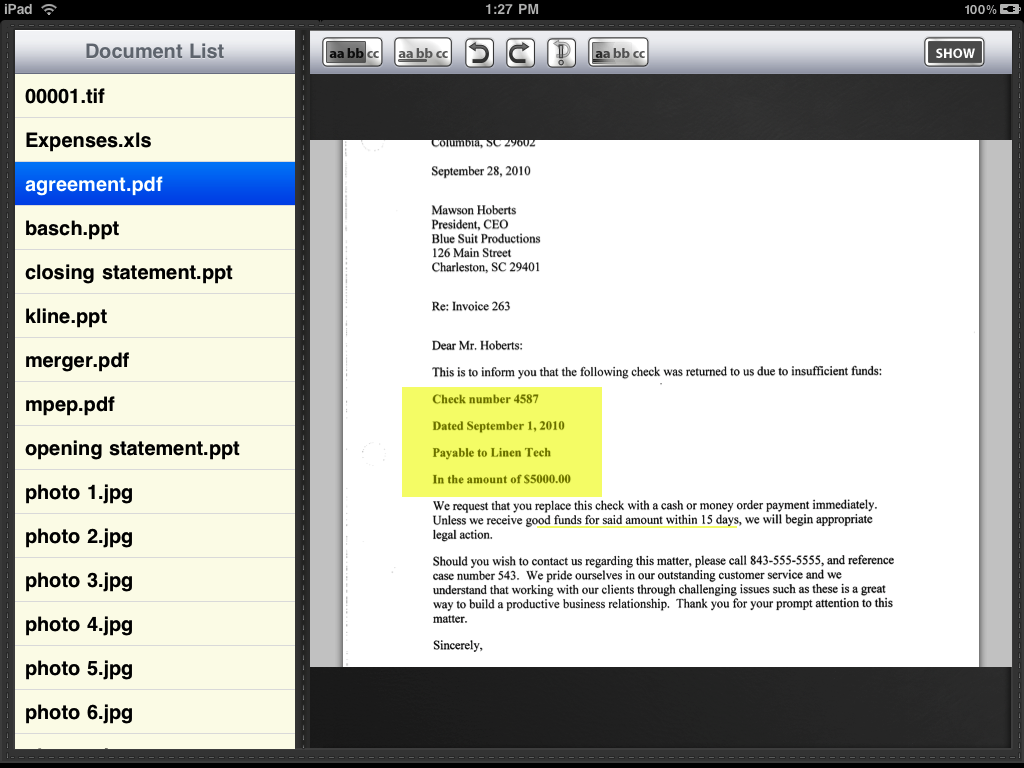 iPad
1:27 PM
100%
Document List
00001.tif
Expenses.xls
agreement.pdf
basch.ppt
closing statement.ppt
kline.ppt
merger.pdf
mpep.pdf
opening statement.ppt
photo 1.jpg
photo 2.jpg
photo 3.jpg
photo 4.jpg
photo 5.jpg
photo 6.jpg
aa bb cc
aa bb cc
aa bb cc
SHOW
Columbia, SC 29602
September 28, 2010
Mawson Hoberts
President, CEO
Blue Suit Productions
126 Main Street
Charleston, SC 29401
Re: Invoice 263
Dear Mr. Hoberts:
This is to inform you that the following check was returned to us due to insufficient funds:
Check number 4587
Dated September 1, 2010
Payable to Linen Tech
In the amount of $5000.00
We request that you replace this check with a cash or money order payment immediately.
Unless we receive good funds for said amount within 15 days, we will begin appropriate
legal action.
Should you wish to contact us regarding this matter, please call 843-555-5555, and reference
case number 543. We pride ourselves in our outstanding customer service and we
understand that working with our clients through challenging issues such as these is a great
way to build a productive business relationship. Thank you for your prompt attention to this
matter.
Sincerely,